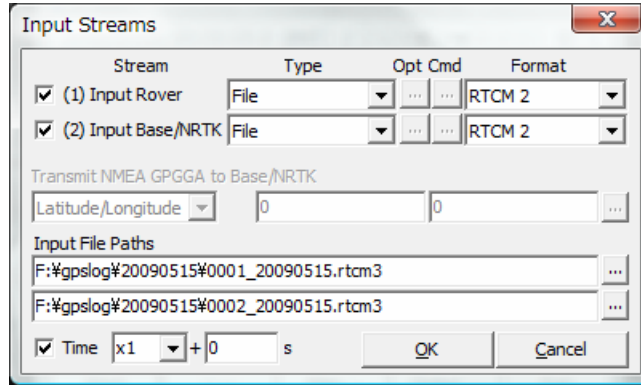 Input Streams
Stream Type Opt Cmd Format
(1) Input Rover File ... ... RTCM 2
(2) Input Base/NRTK File ... ... RTCM 2
Transmit NMEA GPGGA to Base/NRTK
Latitude/Longitude 0 0 ...
Input File Paths
F:¥gpslog¥20090515¥0001_20090515.rtcm3 ...
F:¥gpslog¥20090515¥0002_20090515.rtcm3 ...
Time x1 + 0 s OK Cancel